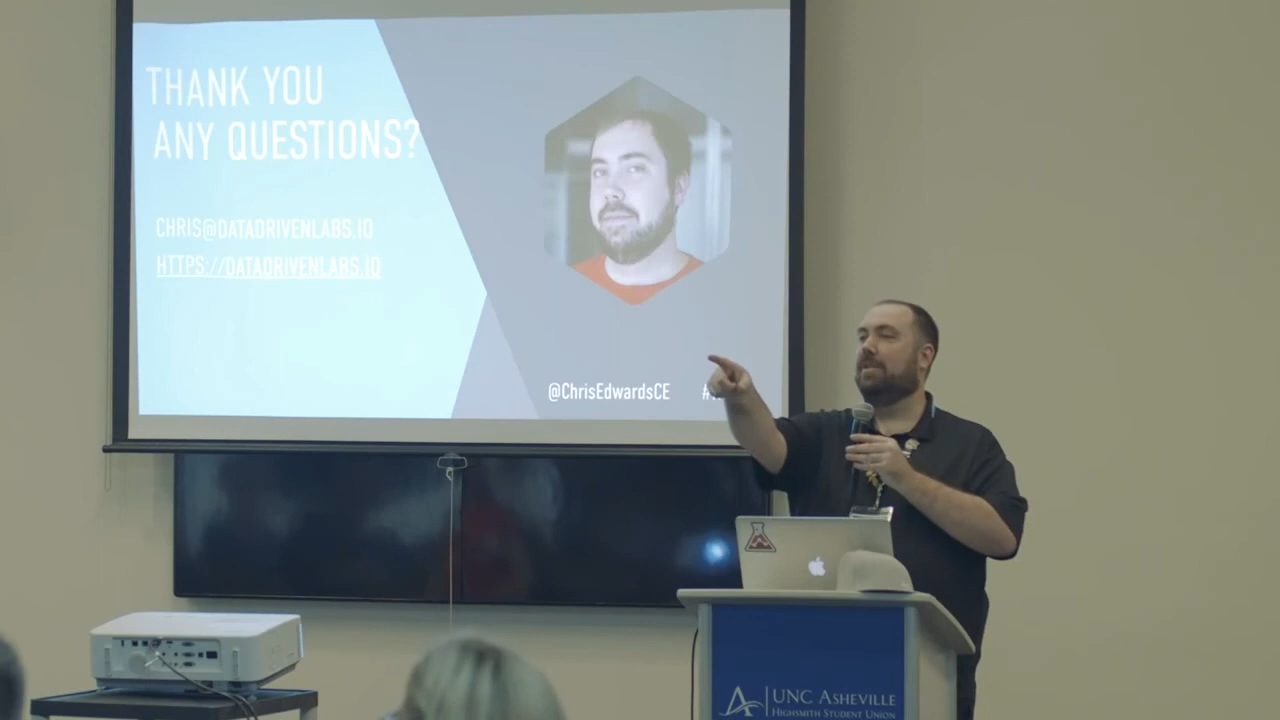 THANK YOU
ANY QUESTIONS?
CHRIS@DATADRIVENLABS.IO
HTTPS://DATADRIVENLABS.IO
@ChrisEdwardsCE
UNC ASHEVILLE
HIGHSMITH STUDENT UNION